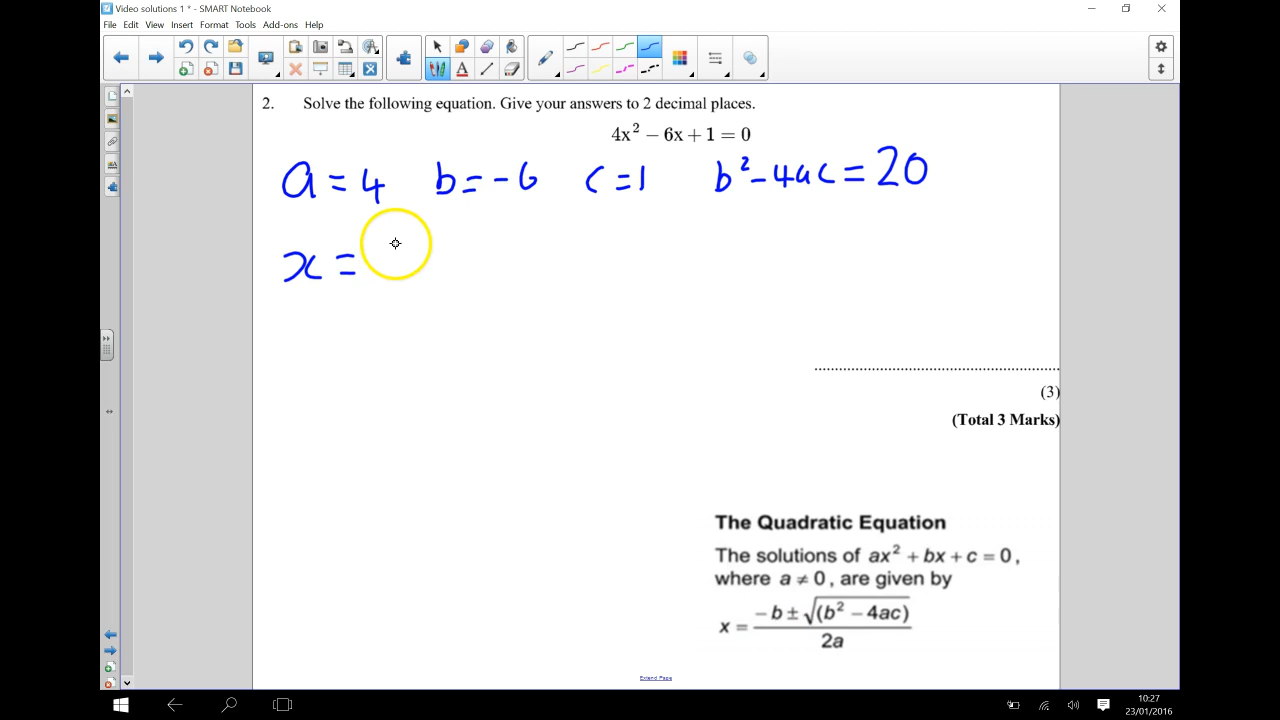 Video solutions 1 * - SMART Notebook
File Edit View Insert Format Tools Add-ons Help
2. Solve the following equation. Give your answers to 2 decimal places.
4x² − 6x + 1 = 0
a = 4 b = -6 c = 1 b² - 4ac = 20
x =
............................................................
(3)
(Total 3 Marks)
The Quadratic Equation
The solutions of ax² + bx + c = 0,
where a ≠ 0, are given by
x = (−b ± √(b² − 4ac)) / 2a
Extend Page
10:27
23/01/2016